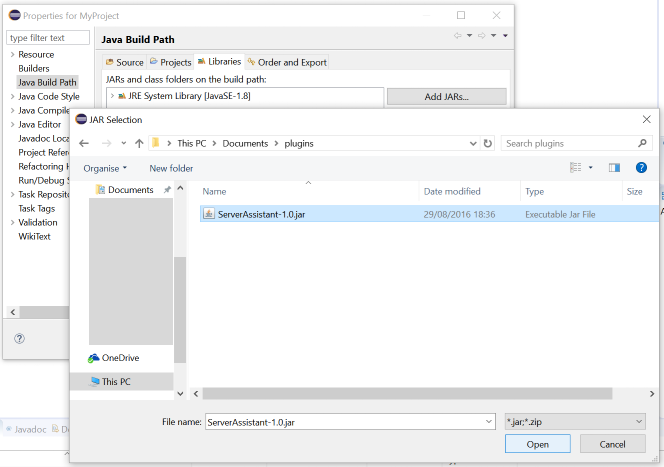 Properties for MyProject
type filter text
Java Build Path
Resource
Builders
Java Build Path
Java Code Style
Java Compile
Java Editor
Javadoc Loca
Project Refere
Refactoring H
Run/Debug S
Task Reposito
Task Tags
Validation
WikiText
Source Projects Libraries Order and Export
JARs and class folders on the build path:
JRE System Library [JavaSE-1.8]
Add JARs...
JAR Selection
This PC > Documents > plugins
Search plugins
Organise New folder
Documents
OneDrive
This PC
Name Date modified Type Size
ServerAssistant-1.0.jar 29/08/2016 18:36 Executable Jar File
File name: ServerAssistant-1.0.jar *.jar;*.zip
Open Cancel
Javadoc